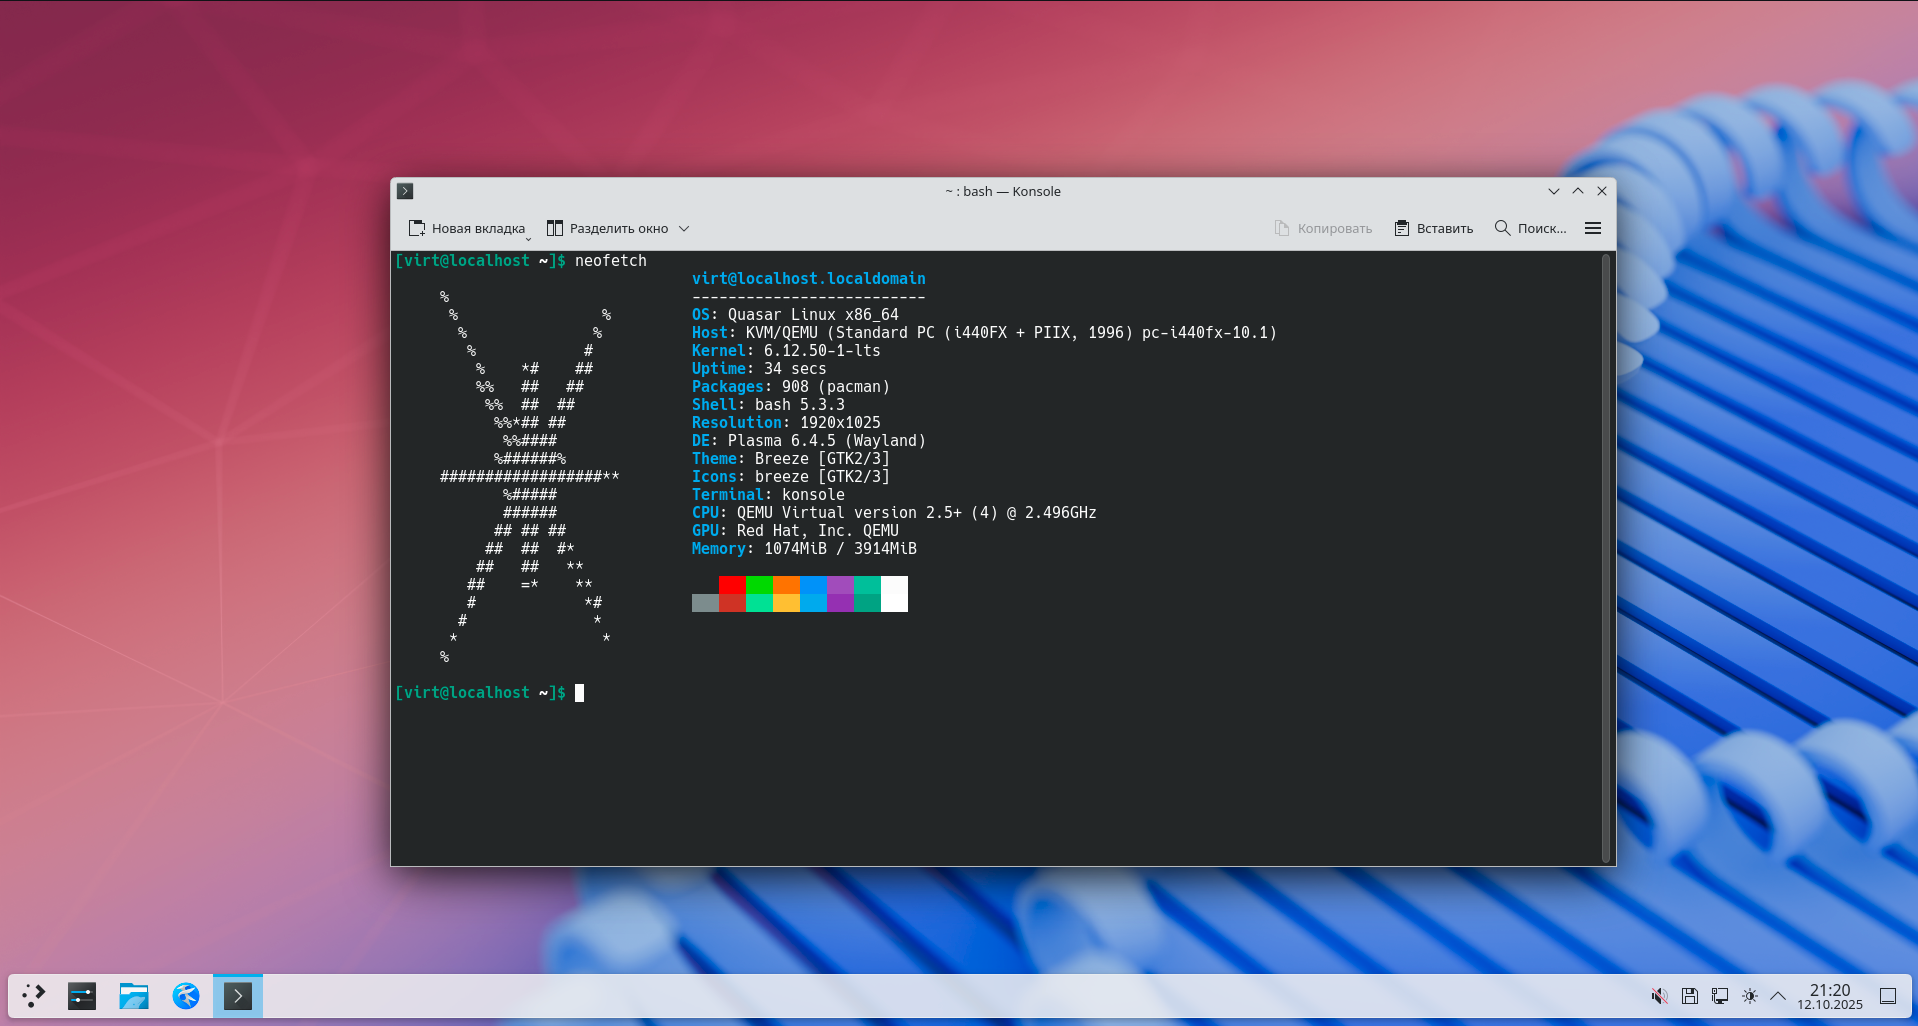 ~ : bash — Konsole
Новая вкладка Разделить окно Копировать Вставить Поиск...
[virt@localhost ~]$ neofetch
virt@localhost.localdomain
% --------------------------
% % OS: Quasar Linux x86_64
% % Host: KVM/QEMU (Standard PC (i440FX + PIIX, 1996) pc-i440fx-10.1)
% # Kernel: 6.12.50-1-lts
% *# ## Uptime: 34 secs
%% ## ## Packages: 908 (pacman)
%% ## ## Shell: bash 5.3.3
%%*## ## Resolution: 1920x1025
%%#### DE: Plasma 6.4.5 (Wayland)
%######% Theme: Breeze [GTK2/3]
##################** Icons: breeze [GTK2/3]
%##### Terminal: konsole
###### CPU: QEMU Virtual version 2.5+ (4) @ 2.496GHz
## ## ## GPU: Red Hat, Inc. QEMU
## ## #* Memory: 1074MiB / 3914MiB
## ## **
## =* **
# *#
# *
* *
%
[virt@localhost ~]$
21:20
12.10.2025